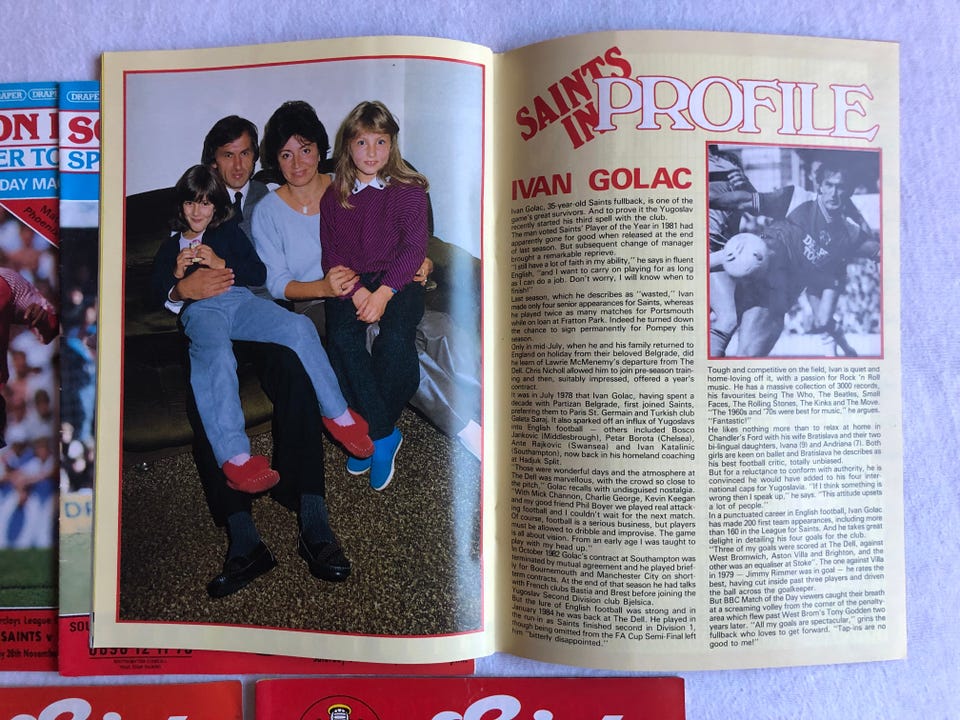 DRAPER
DRAPER
DRAPER
ON
SO
ER TO
SP
DAY MA
Phoeni
SAINTS
IN
PROFILE
IVAN GOLAC
Ivan Golac, 35-year-old Saints fullback, is one of the
game's great survivors. And to prove it the Yugoslav
recently started his third spell with the club.
The man voted Saints' Player of the Year in 1981 had
apparently gone for good when released at the end
of last season. But subsequent change of manager
brought a remarkable reprieve.
"I still have a lot of faith in my ability," he says in fluent
English, "and I want to carry on playing for as long
as I can do a job. Don't worry, I will know when to
finish!"
Last season, which he describes as "wasted," Ivan
made only four senior appearances for Saints, whereas
he played twice as many matches for Portsmouth
while on loan at Fratton Park. Indeed he turned down
the chance to sign permanently for Pompey this
season.
Only in mid-July, when he and his family returned to
England on holiday from their beloved Belgrade, did
he learn of Lawrie McMenemy's departure from The
Dell. Chris Nicholl allowed him to join pre-season train-
ing and then, suitably impressed, offered a year's
contract.
It was in July 1978 that Ivan Golac, having spent a
decade with Partizan Belgrade, first joined Saints,
preferring them to Paris St. Germain and Turkish club
Galata Saraj. It also sparked off an influx of Yugoslavs
into English football — others included Bosco
Jankovic (Middlesbrough), Petar Borota (Chelsea),
Ante Rajkovic (Swansea) and Ivan Katalinic
(Southampton), now back in his homeland coaching
at Hadjuk Split.
"Those were wonderful days and the atmosphere at
The Dell was marvellous, with the crowd so close to
the pitch," Golac recalls with undisguised nostalgia.
"With Mick Channon, Charlie George, Kevin Keegan
and my good friend Phil Boyer we played real attack-
ing football and I couldn't wait for the next match.
Of course, football is a serious business, but players
must be allowed to dribble and improvise. The game
is all about vision. From an early age I was taught to
play with my head up."
In October 1982 Golac's contract at Southampton was
terminated by mutual agreement and he played brief-
ly for Bournemouth and Manchester City on short-
term contracts. At the end of that season he had talks
with French clubs Bastia and Brest before joining the
Yugoslav Second Division club Bjelsica.
But the lure of English football was strong and in
January 1984 he was back at The Dell. He played in
the run-in as Saints finished second in Division 1,
though being omitted from the FA Cup Semi-Final left
him "bitterly disappointed."
Tough and competitive on the field, Ivan is quiet and
home-loving off it, with a passion for Rock 'n Roll
music. He has a massive collection of 3000 records,
his favourites being The Who, The Beatles, Small
Faces, The Rolling Stones, The Kinks and The Move.
"The 1960s and '70s were best for music," he argues.
"Fantastic!"
He likes nothing more than to relax at home in
Chandler's Ford with his wife Bratislava and their two
bi-lingual daughters, Ivana (9) and Andriana (7). Both
girls are keen on ballet and Bratislava he describes as
his best football critic, totally unbiased.
But for a reluctance to conform with authority, he is
convinced he would have added to his four inter-
national caps for Yugoslavia. "If I think something is
wrong then I speak up," he says. "This attitude upsets
a lot of people."
In a punctuated career in English football, Ivan Golac
has made 200 first team appearances, including more
than 160 in the League for Saints. And he takes great
delight in detailing his four goals for the club.
"Three of my goals were scored at The Dell, against
West Bromwich, Aston Villa and Brighton, and the
other was an equaliser at Stoke". The one against Villa
in 1979 — Jimmy Rimmer was in goal — he rates the
best, having cut inside past three players and driven
the ball across the goalkeeper.
But BBC Match of the Day viewers caught their breath
at a screaming volley from the corner of the penalty-
area which flew past West Brom's Tony Godden two
years later. "All my goals are spectacular," grins the
fullback who loves to get forward. "Tap-ins are no
good to me!"
rclays League
SAINTS v
y 26th November
SOU